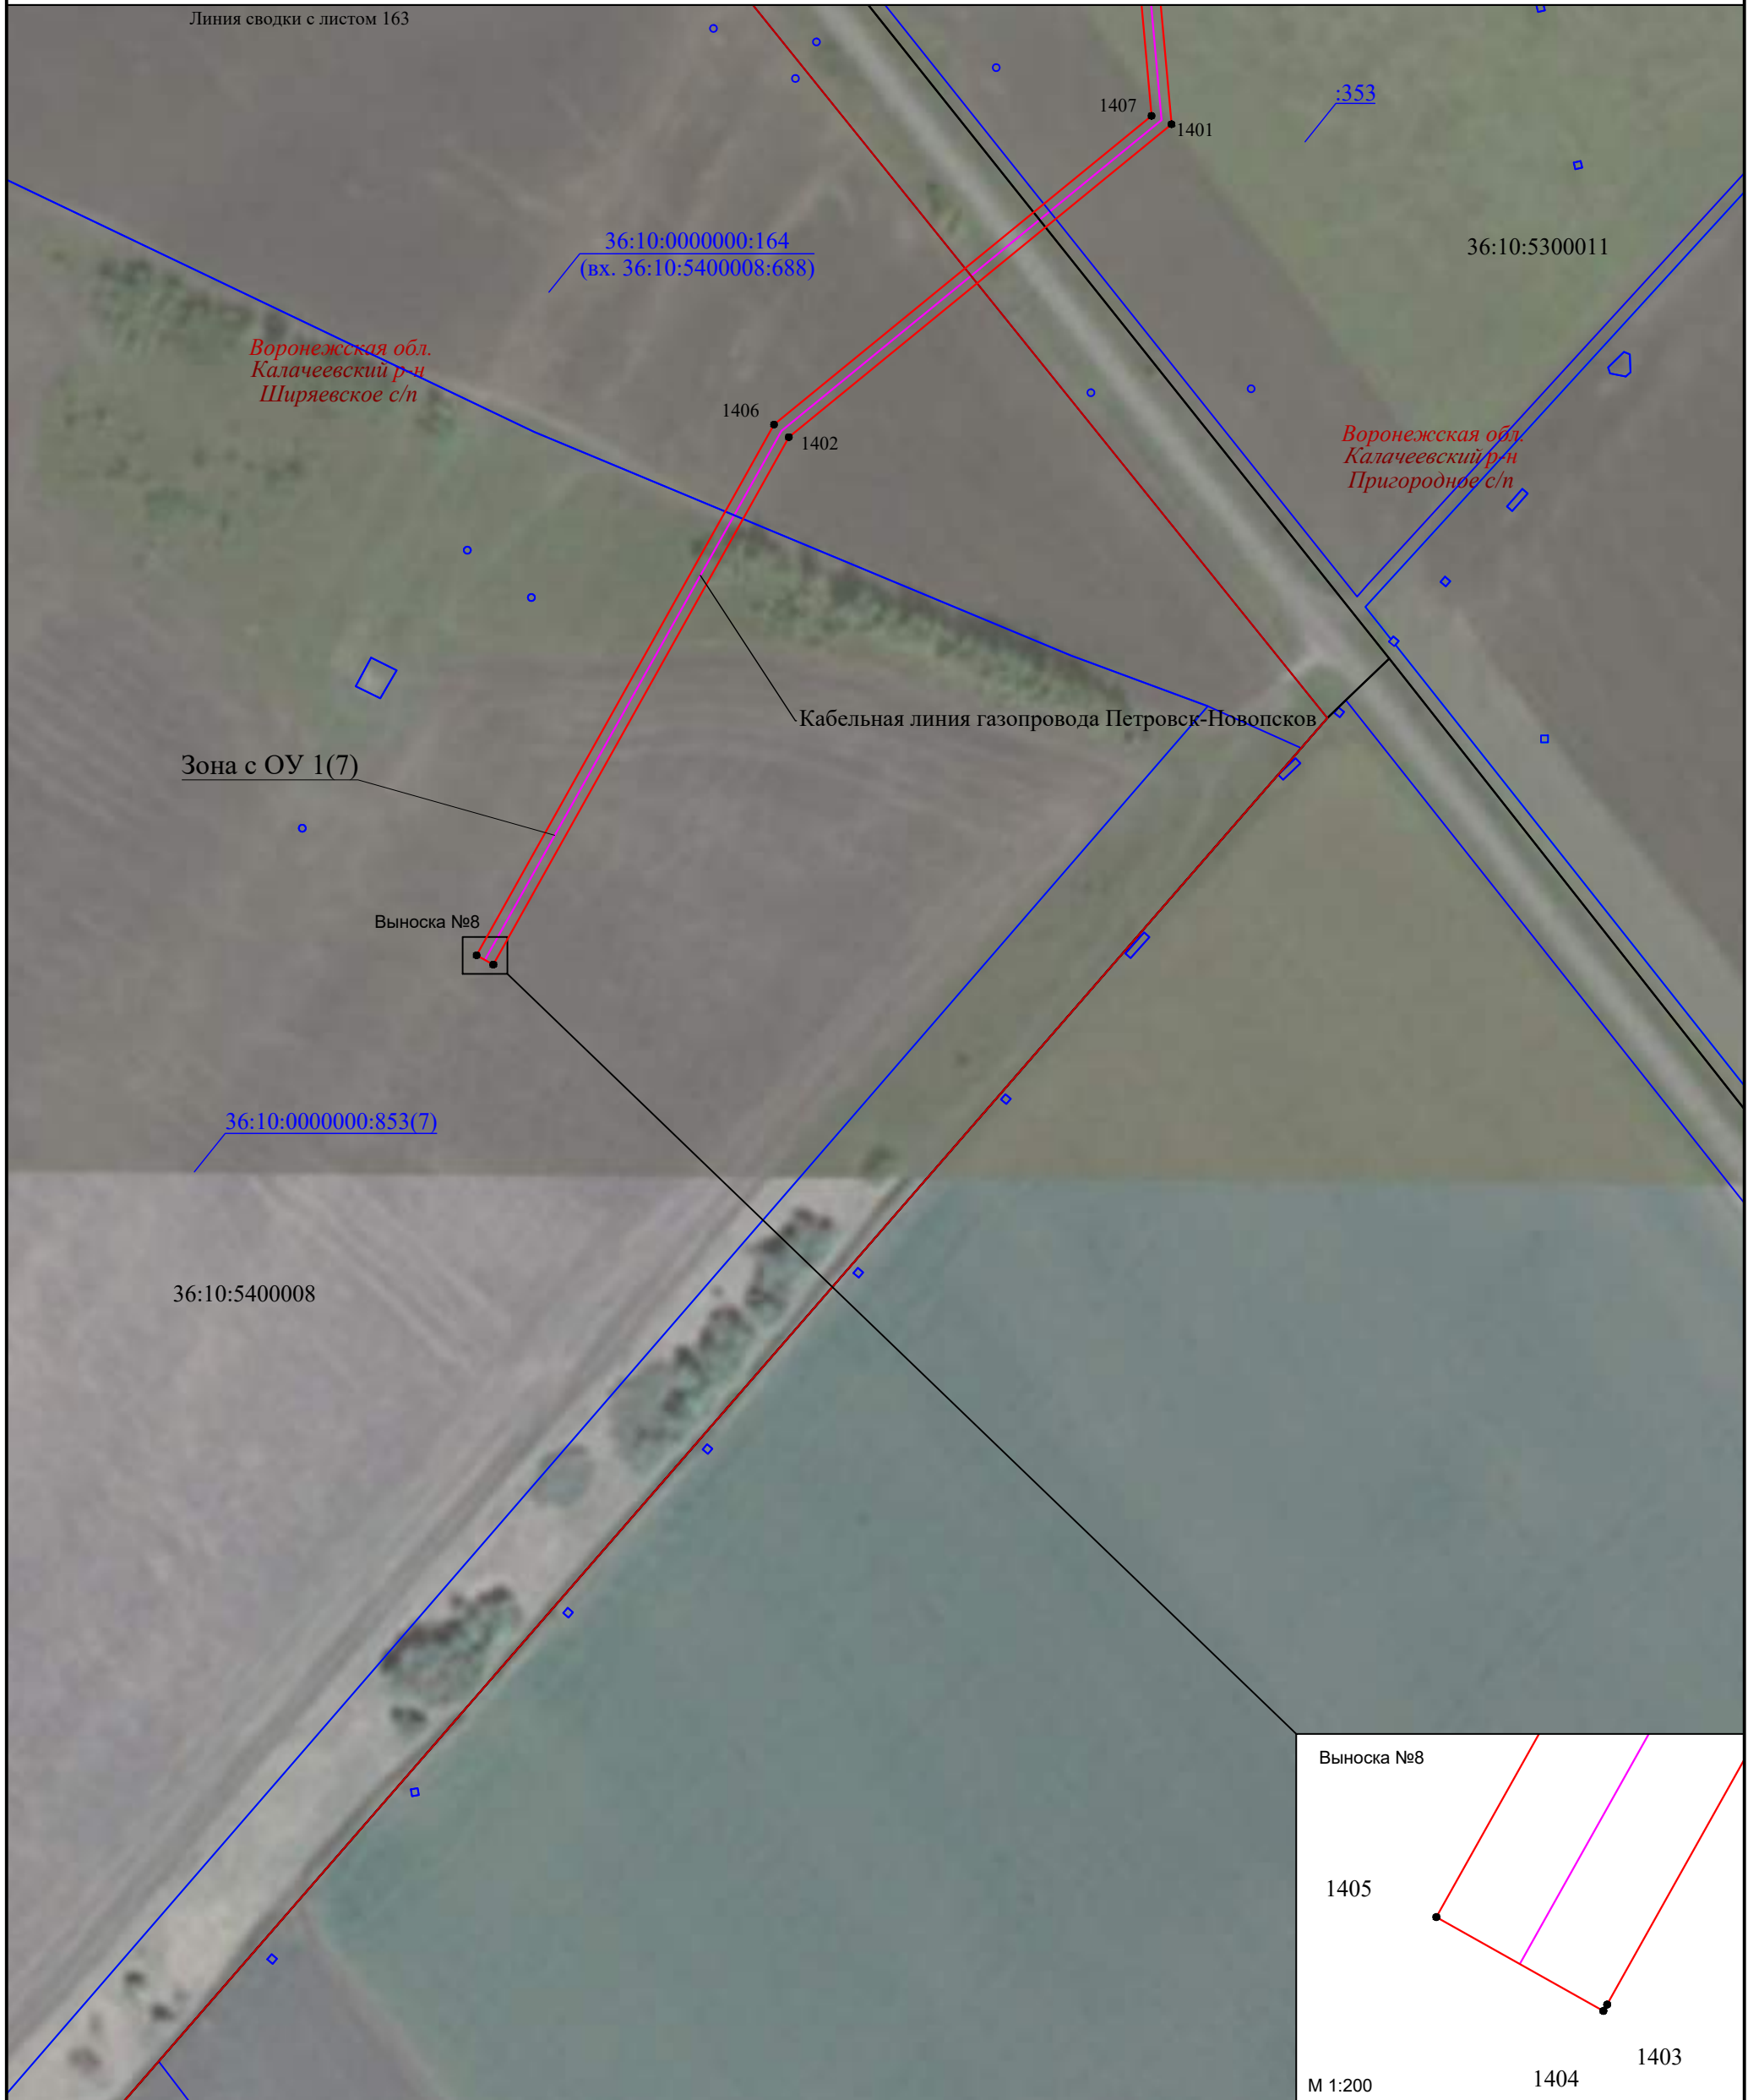 Линия сводки с листом 163
:353
1407
1401
36:10:0000000:164
(вх. 36:10:5400008:688)
36:10:5300011
Воронежская обл.
Калачеевский р-н
Ширяевское с/п
1406
1402
Воронежская обл.
Калачеевский р-н
Пригородное с/п
Кабельная линия газопровода Петровск-Новопсков
Зона с ОУ 1(7)
Выноска №8
36:10:0000000:853(7)
36:10:5400008
Выноска №8
1405
1403
1404
М 1:200